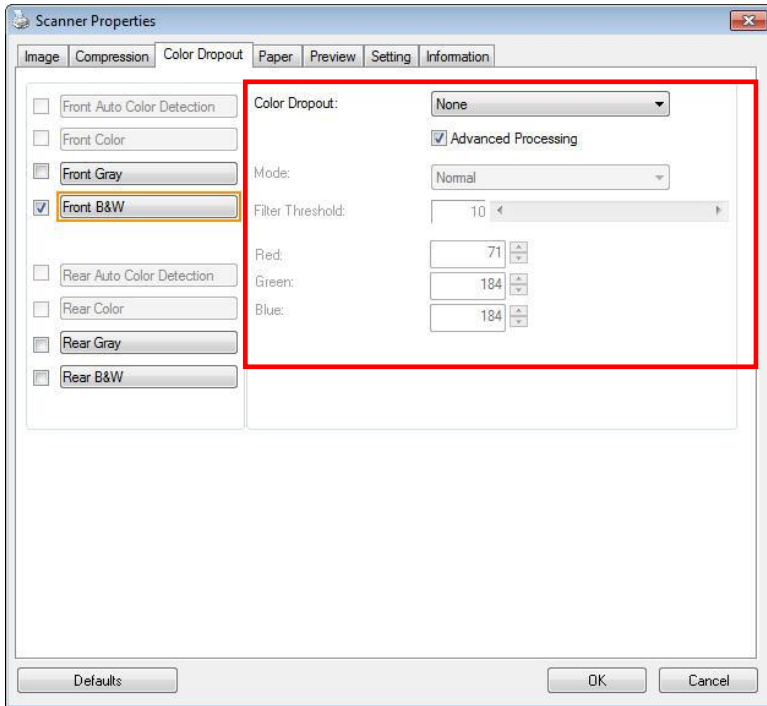 Scanner Properties
Image Compression Color Dropout Paper Preview Setting Information
Front Auto Color Detection
Front Color
Front Gray
Front B&W
Rear Auto Color Detection
Rear Color
Rear Gray
Rear B&W
Color Dropout: None
Advanced Processing
Mode: Normal
Filter Threshold: 10
Red: 71
Green: 184
Blue: 184
Defaults OK Cancel